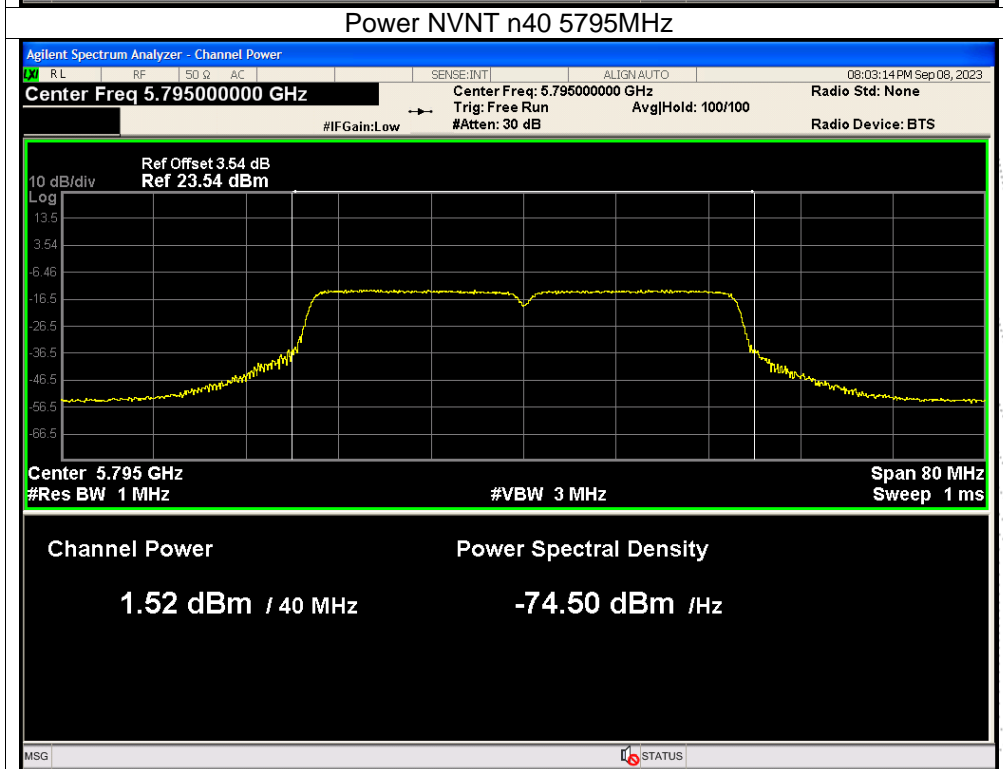 Power NVNT n40 5795MHz
Agilent Spectrum Analyzer - Channel Power
LXI RL RF 50 Ω AC SENSE:INT ALIGN AUTO 08:03:14 PM Sep 08, 2023
Center Freq 5.795000000 GHz Center Freq: 5.795000000 GHz Radio Std: None
Trig: Free Run Avg|Hold: 100/100
#IFGain:Low #Atten: 30 dB Radio Device: BTS
Ref Offset 3.54 dB
10 dB/div Ref 23.54 dBm
Log
13.5
3.54
-6.46
-16.5
-26.5
-36.5
-46.5
-56.5
-66.5
Center 5.795 GHz Span 80 MHz
#Res BW 1 MHz #VBW 3 MHz Sweep 1 ms
Channel Power Power Spectral Density
1.52 dBm / 40 MHz -74.50 dBm /Hz
MSG STATUS